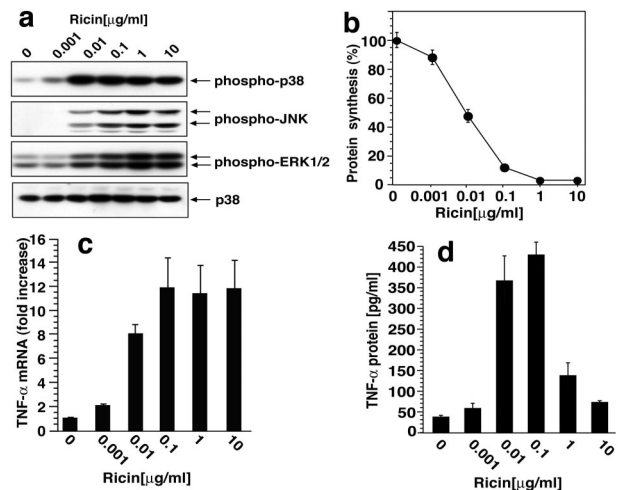 a
Ricin[μg/ml]
0 0.001 0.01 0.1 1 10
phospho-p38
phospho-JNK
phospho-ERK1/2
p38
b
Protein synthesis (%)
100
80
60
40
20
0
0 0.001 0.01 0.1 1 10
Ricin[μg/ml]
c
TNF-α mRNA (fold increase)
16
14
12
10
8
6
4
2
0
0 0.001 0.01 0.1 1 10
Ricin[μg/ml]
d
TNF-α protein [pg/ml]
450
400
350
300
250
200
150
100
50
0
0 0.001 0.01 0.1 1 10
Ricin[μg/ml]